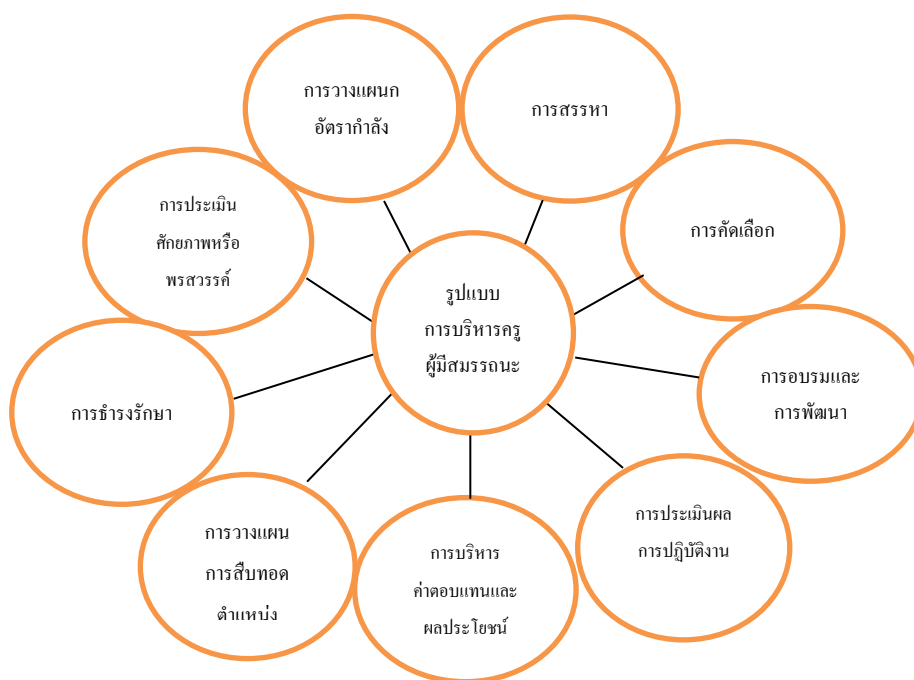 การวางแผนก
อัตรากำลัง
การสรรหา
การคัดเลือก
การอบรมและ
การพัฒนา
การประเมินผล
การปฏิบัติงาน
การบริหาร
ค่าตอบแทนและ
ผลประโยชน์
การวางแผน
การสืบทอด
ตำแหน่ง
การธำรงรักษา
การประเมิน
ศักยภาพหรือ
พรสวรรค์
รูปแบบ
การบริหารครู
ผู้มีสมรรถนะ